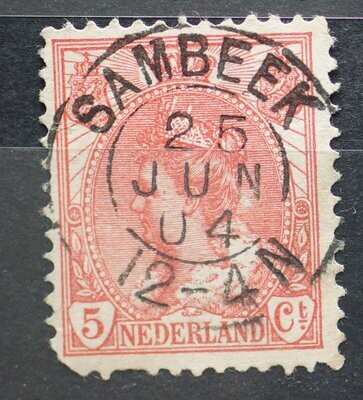 SAMBEEK
25
JUN
04
12-4N
5 NEDERLAND Ct